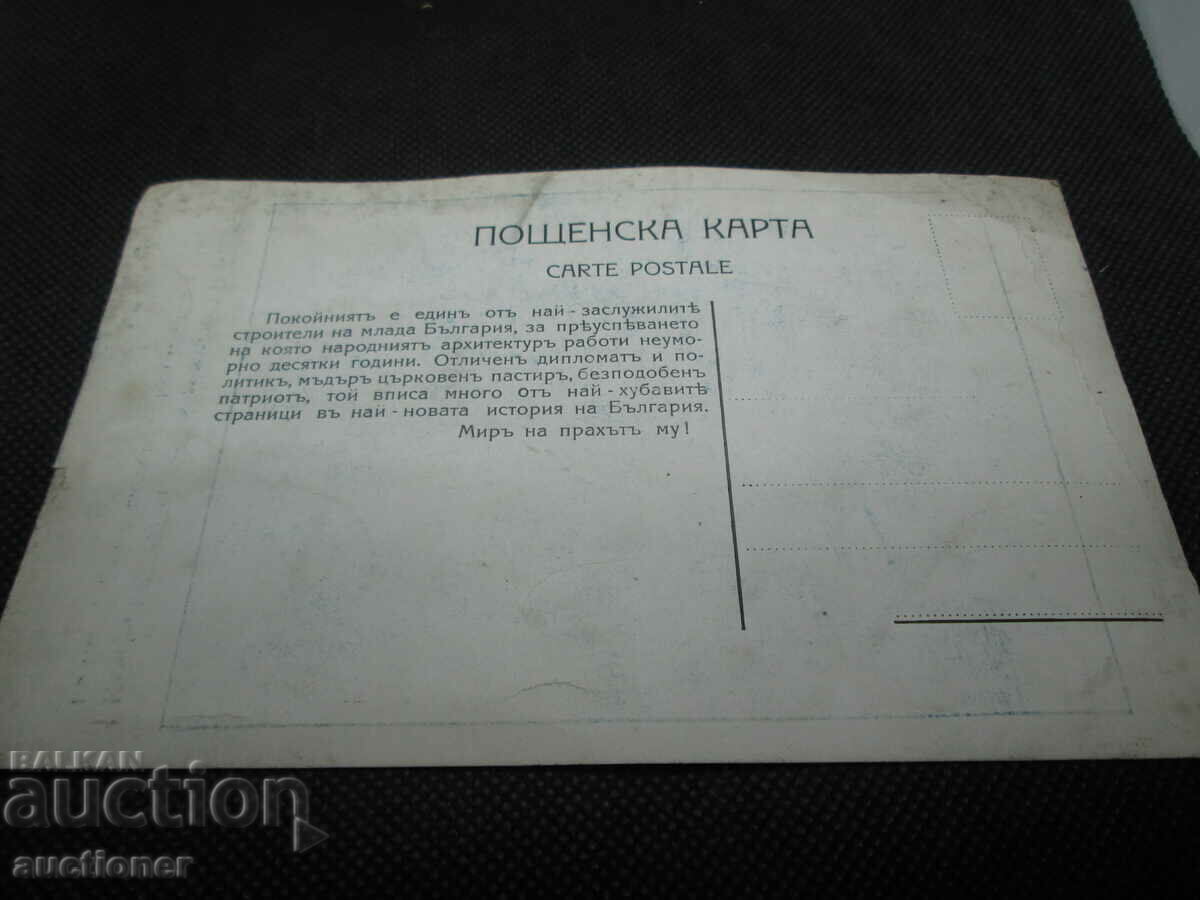 ПОЩЕНСКА КАРТА
CARTE POSTALE
Покойниятъ е единъ отъ най-заслужилитѣ
строители на млада България, за прѣуспѣването
на която народниятъ архитектуръ работи неумо-
рно десятки години. Отличенъ дипломатъ и по-
литикъ, мъдъръ църковенъ пастиръ, безподобенъ
патриотъ, той вписа много отъ най-хубавитѣ
страници въ най-новата история на България.
Миръ на прахътъ му!
BALKAN
auction
auctioner